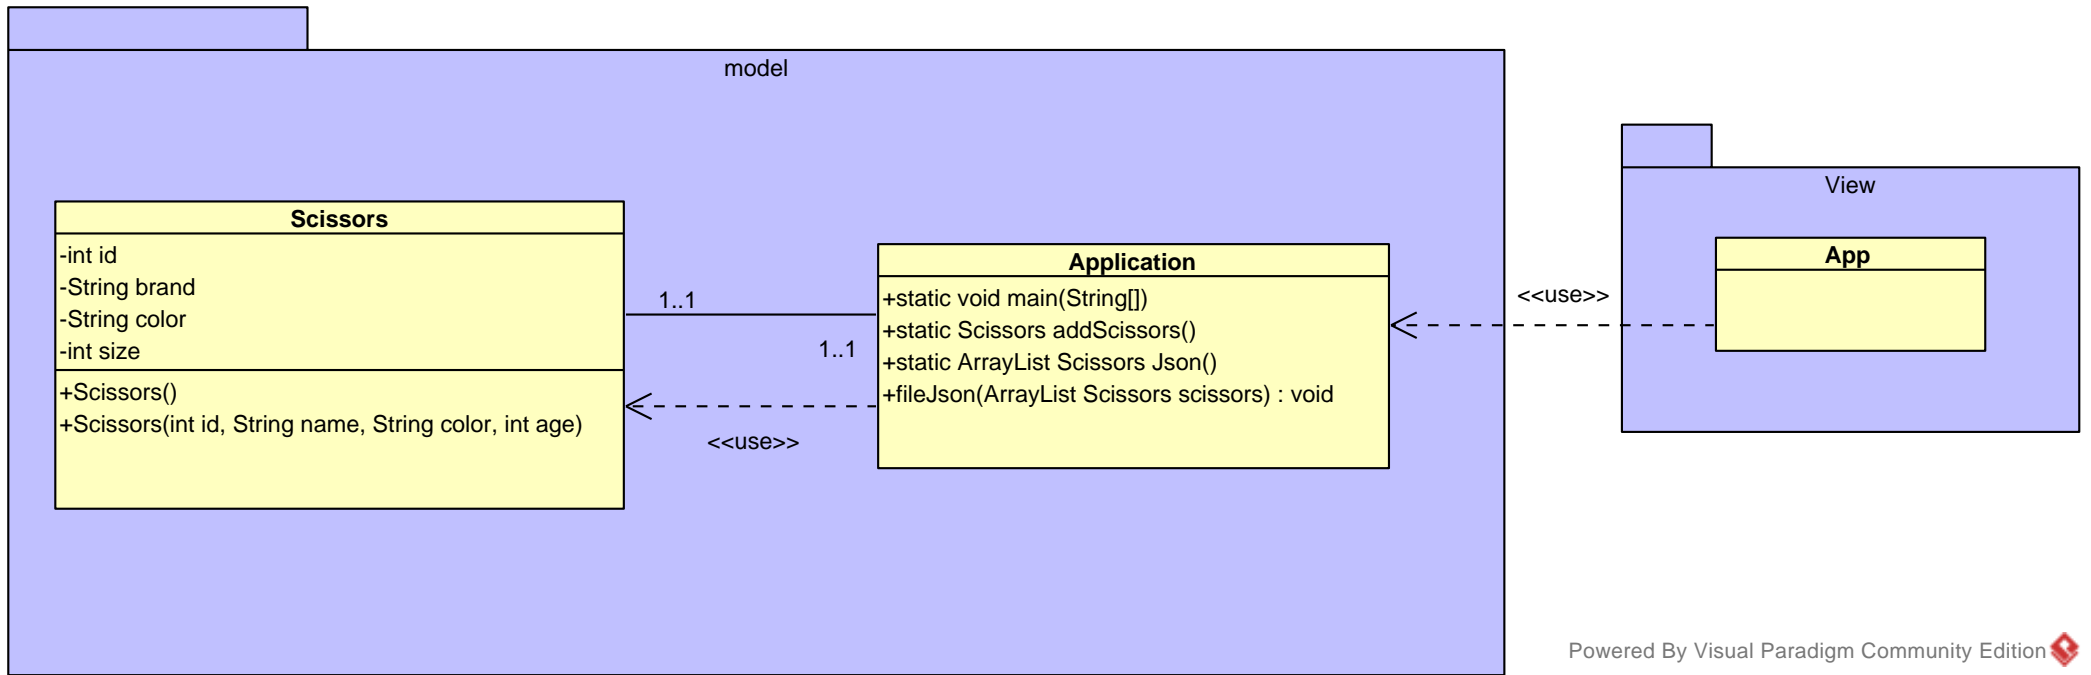 model
Scissors
-int id
-String brand
-String color
-int size
+Scissors()
+Scissors(int id, String name, String color, int age)
1..1
1..1
<<use>>
Application
+static void main(String[])
+static Scissors addScissors()
+static ArrayList Scissors Json()
+fileJson(ArrayList Scissors scissors) : void
<<use>>
View
App
Powered By Visual Paradigm Community Edition